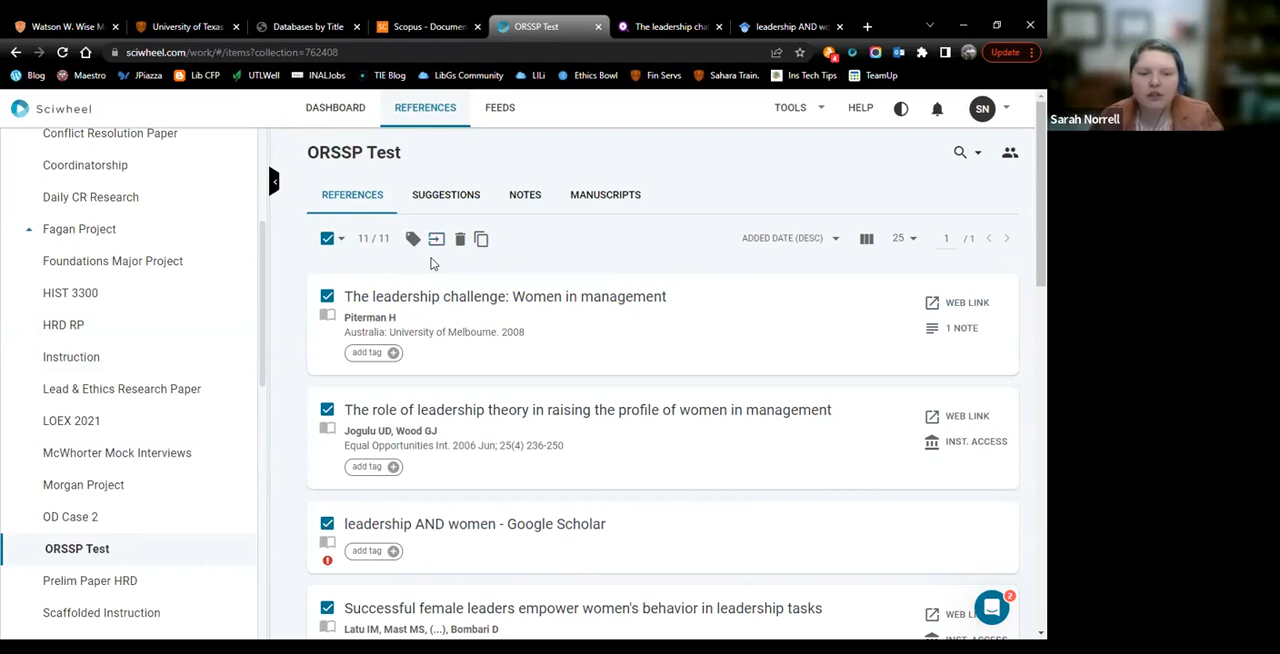 Watson W. Wise M
University of Texas
Databases by Title
Scopus - Documen
ORSSP Test
The leadership cha
leadership AND wo
sciwheel.com/work/#/items?collection=762408
Update
Blog
Maestro
JPiazza
Lib CFP
UTLWell
INALJobs
TIE Blog
LibGs Community
LILi
Ethics Bowl
Fin Servs
Sahara Train.
Ins Tech Tips
TeamUp
Sciwheel
DASHBOARD
REFERENCES
FEEDS
TOOLS
HELP
SN
Sarah Norrell
Conflict Resolution Paper
Coordinatorship
Daily CR Research
Fagan Project
Foundations Major Project
HIST 3300
HRD RP
Instruction
Lead & Ethics Research Paper
LOEX 2021
McWhorter Mock Interviews
Morgan Project
OD Case 2
ORSSP Test
Prelim Paper HRD
Scaffolded Instruction
ORSSP Test
REFERENCES
SUGGESTIONS
NOTES
MANUSCRIPTS
11 / 11
ADDED DATE (DESC)
25
1 / 1
The leadership challenge: Women in management
Piterman H
Australia: University of Melbourne. 2008
add tag
WEB LINK
1 NOTE
The role of leadership theory in raising the profile of women in management
Jogulu UD, Wood GJ
Equal Opportunities Int. 2006 Jun; 25(4) 236-250
add tag
WEB LINK
INST. ACCESS
leadership AND women - Google Scholar
add tag
Successful female leaders empower women's behavior in leadership tasks
Latu IM, Mast MS, (...), Bombari D
WEB LI
2